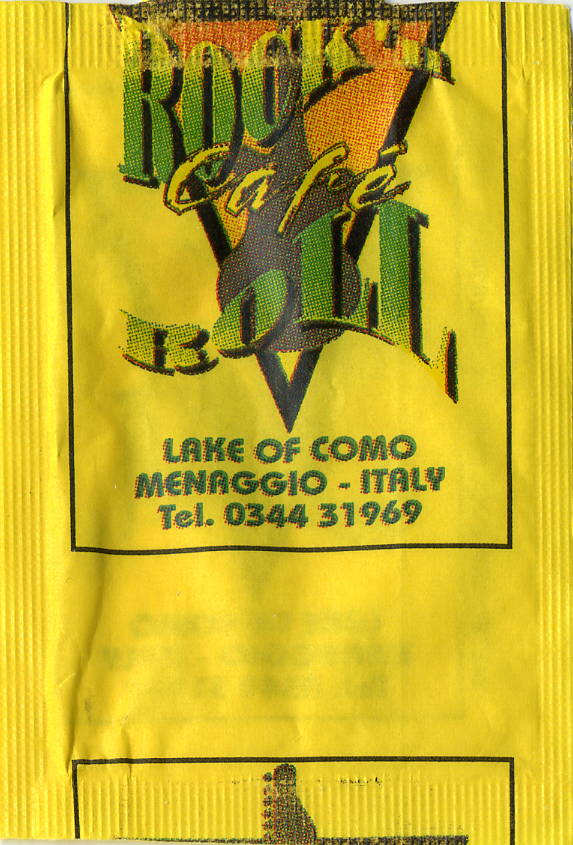 ROCK'n
Café
ROLL
LAKE OF COMO
MENAGGIO - ITALY
Tel. 0344 31969